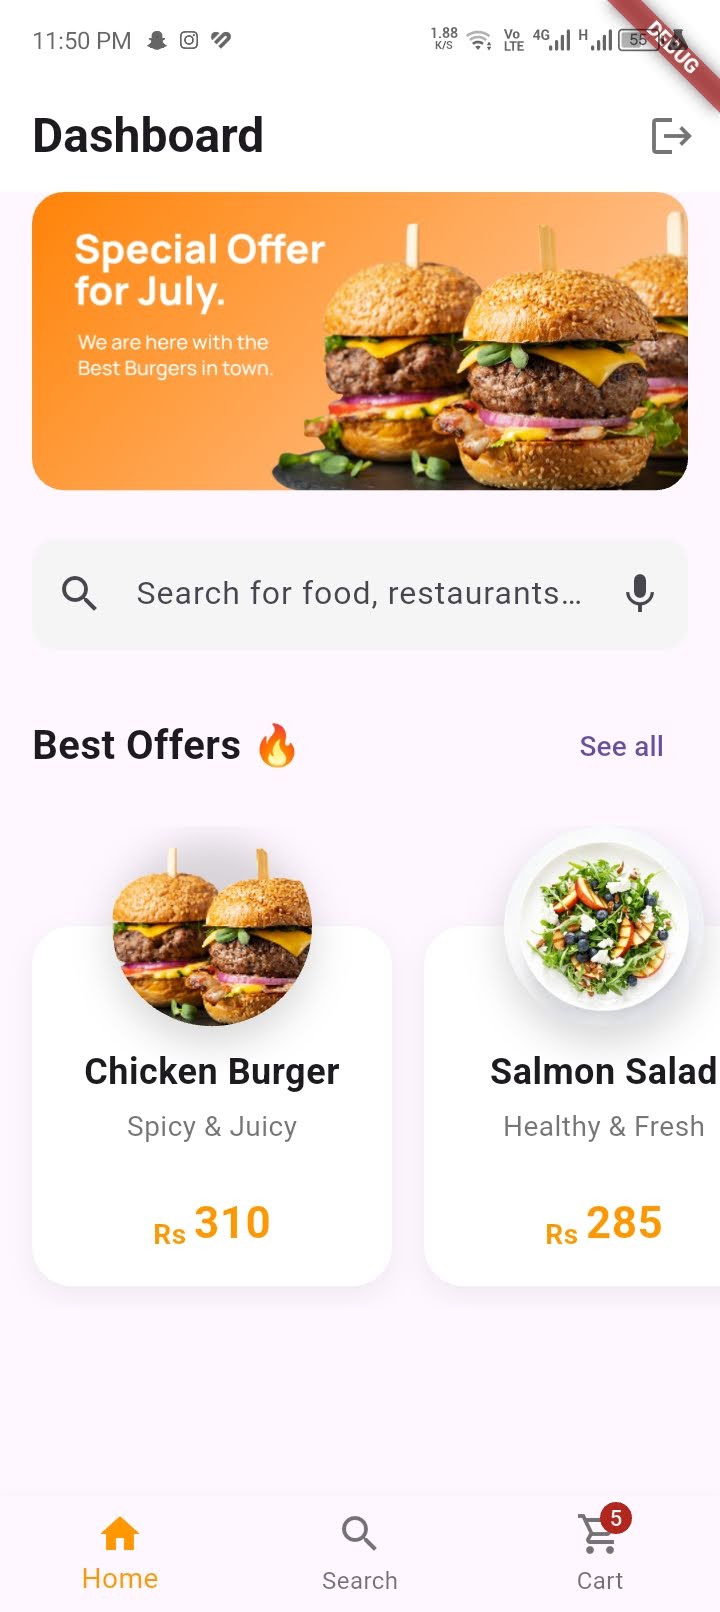 11:50 PM
1.88 K/S
Vo LTE
4G
H
55
DEBUG
Dashboard
Special Offer
for July.
We are here with the
Best Burgers in town.
Search for food, restaurants...
Best Offers 🔥
See all
Chicken Burger
Spicy & Juicy
Rs 310
Salmon Salad
Healthy & Fresh
Rs 285
Home
Search
5
Cart